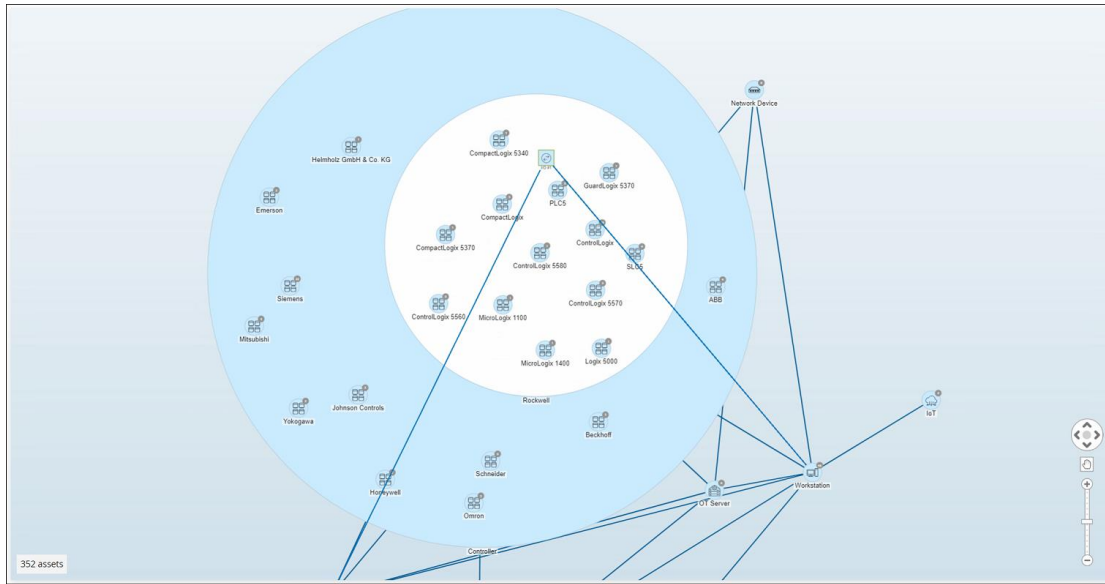 Network Device
Helmholz GmbH & Co. KG
CompactLogix 5340
GuardLogix 5370
PLC5
Emerson
CompactLogix
CompactLogix 5370
ControlLogix
ControlLogix 5580
SLC5
Siemens
ABB
ControlLogix 5560
MicroLogix 1100
ControlLogix 5570
Mitsubishi
MicroLogix 1400
Logix 5000
Johnson Controls
Rockwell
Yokogawa
IoT
Beckhoff
Schneider
Workstation
Honeywell
OT Server
Omron
Controller
352 assets